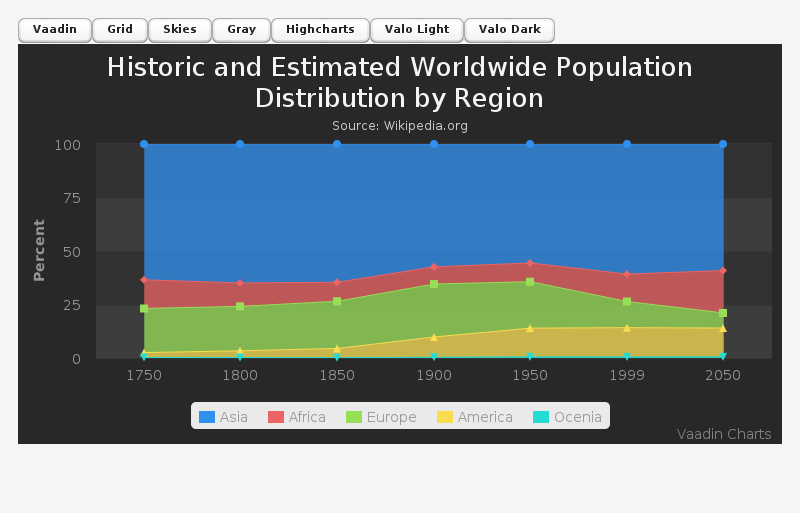 Vaadin Grid Skies Gray Highcharts Valo Light Valo Dark
Historic and Estimated Worldwide Population
Distribution by Region
Source: Wikipedia.org
Percent
100
75
50
25
0
1750 1800 1850 1900 1950 1999 2050
Asia Africa Europe America Ocenia
Vaadin Charts